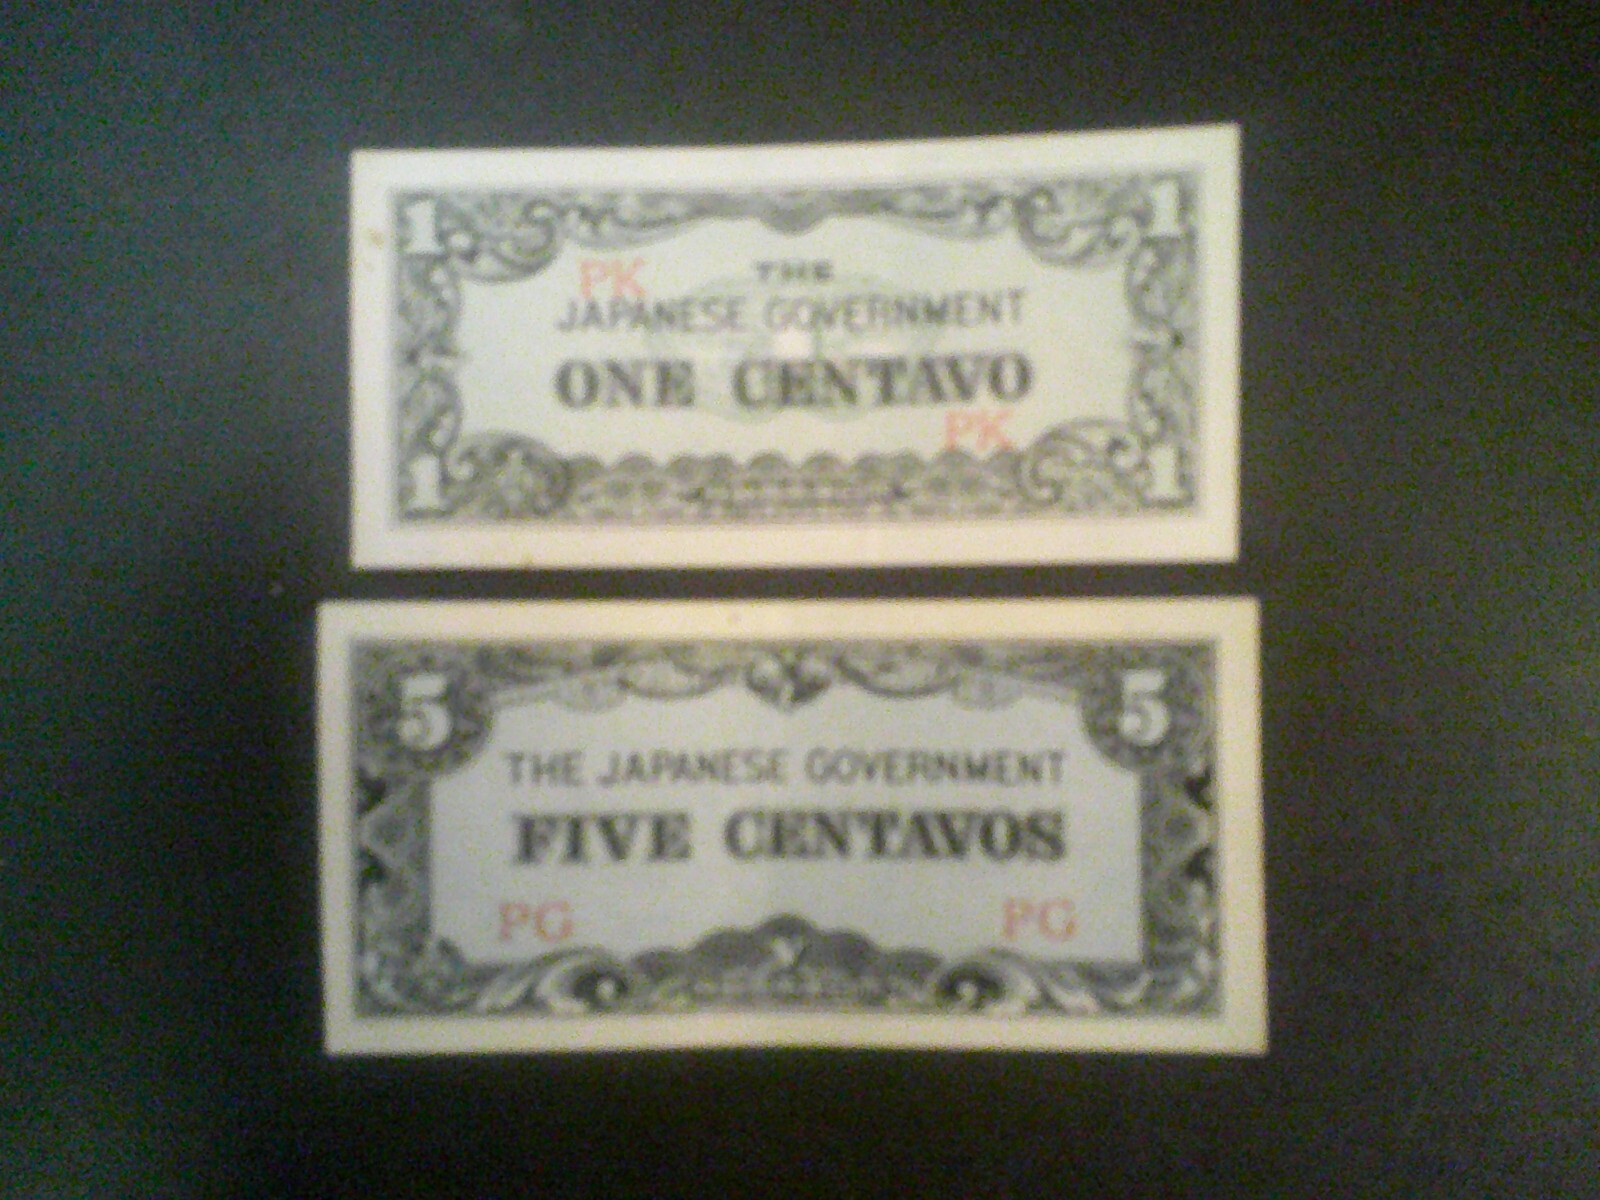 1 1
PK THE
JAPANESE GOVERNMENT
ONE CENTAVO
PK
1 1
5 5
THE JAPANESE GOVERNMENT
FIVE CENTAVOS
PG PG